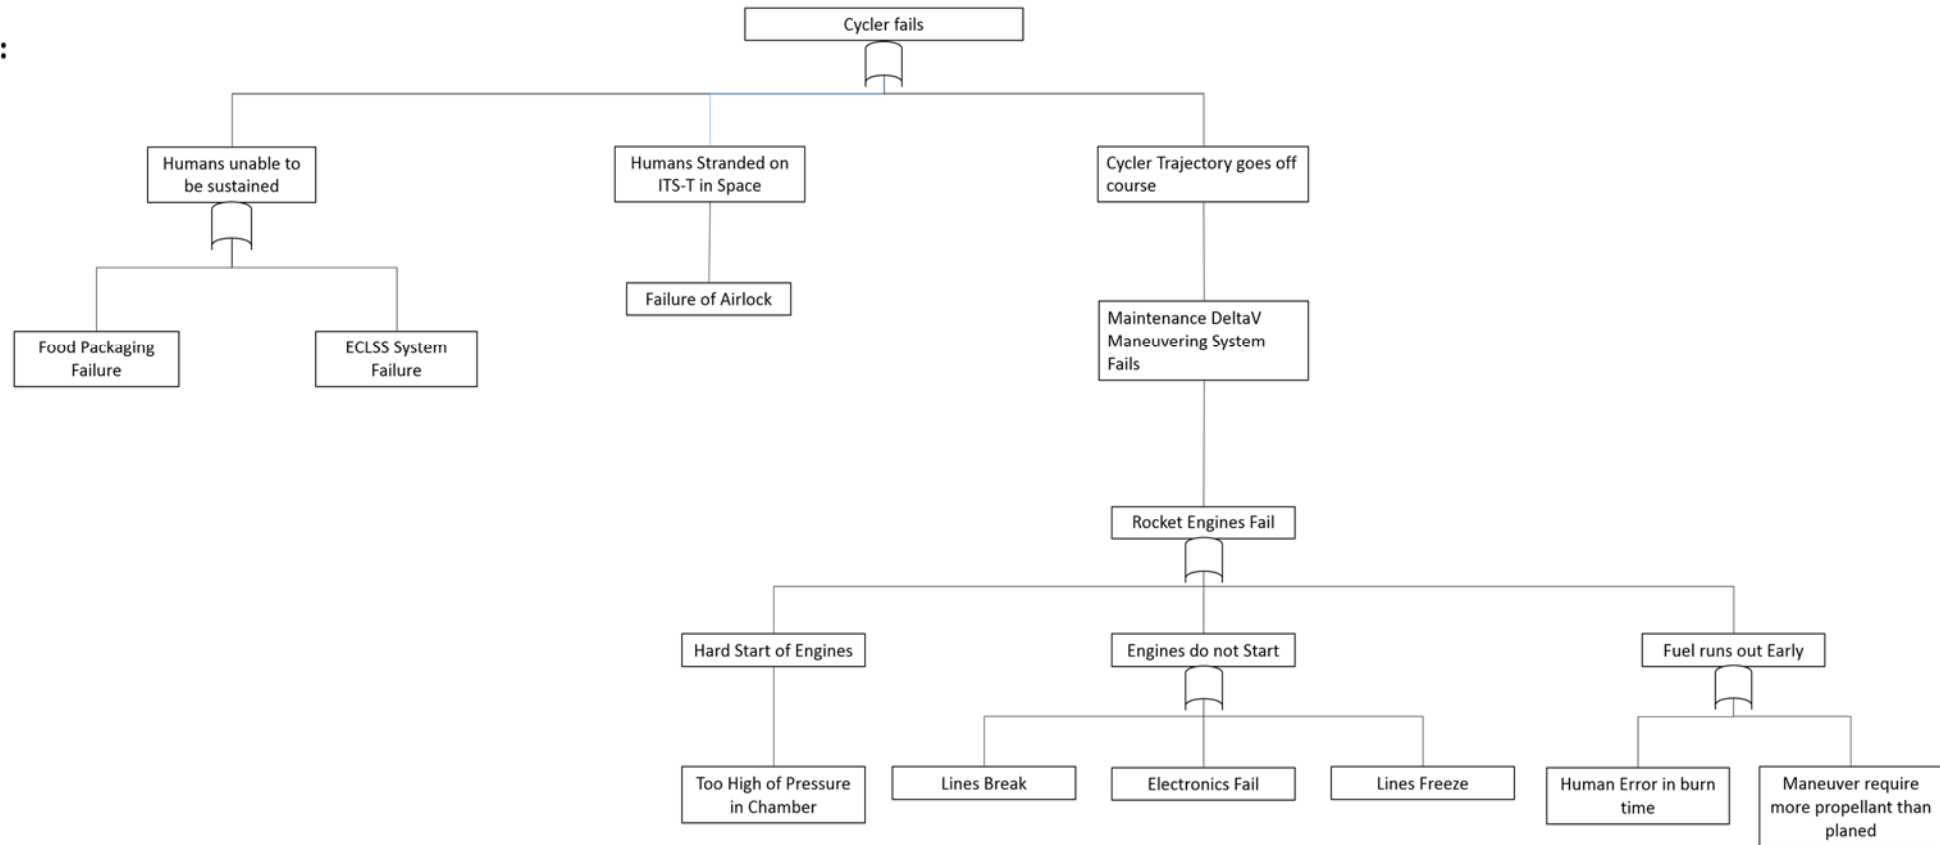 Cycler fails
:
Humans unable to
be sustained
Humans Stranded on
ITS-T in Space
Cycler Trajectory goes off
course
Failure of Airlock
Food Packaging
Failure
ECLSS System
Failure
Maintenance DeltaV
Maneuvering System
Fails
Rocket Engines Fail
Hard Start of Engines
Engines do not Start
Fuel runs out Early
Too High of Pressure
in Chamber
Lines Break
Electronics Fail
Lines Freeze
Human Error in burn
time
Maneuver require
more propellant than
planed